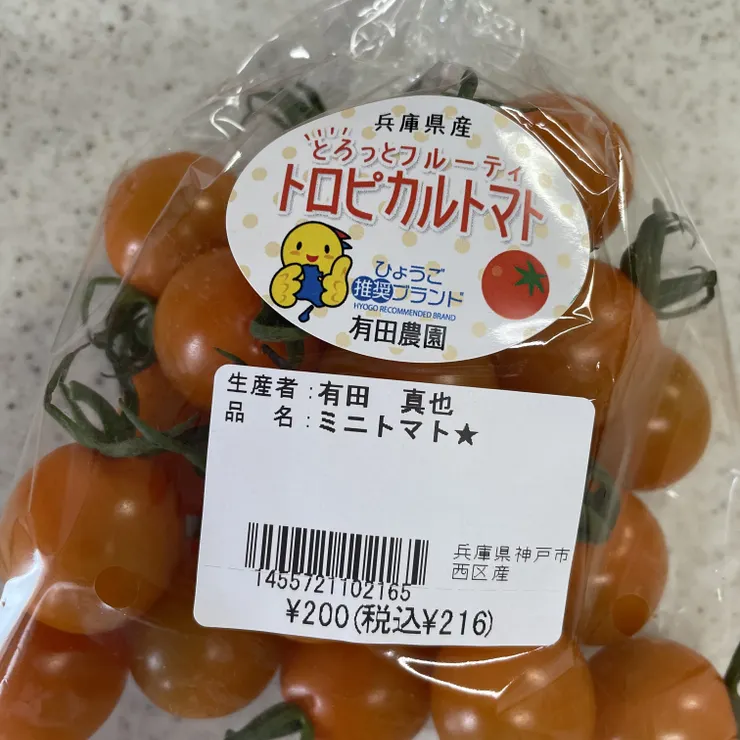 兵庫県産
とろっとフルーティ
トロピカルトマト
ひょうご
推奨ブランド
HYOGO RECOMMENDED BRAND
有田農園
生産者：有田　真也
品　名：ミニトマト★
兵庫県神戸市
西区産
1455721102165
¥200(税込¥216)